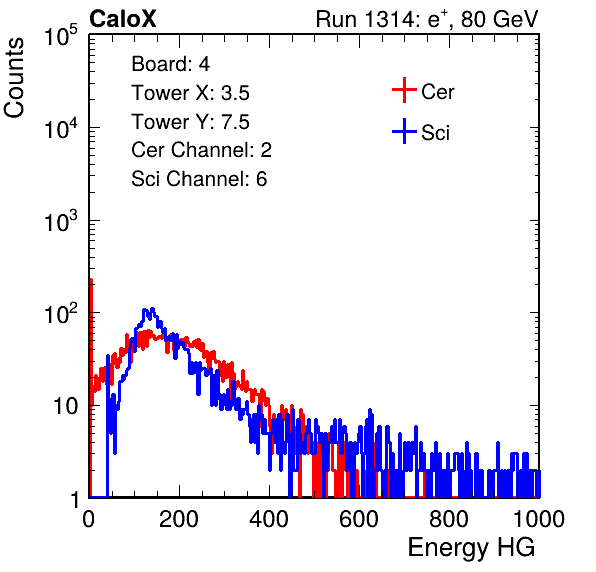 CaloX
Run 1314: e⁺, 80 GeV
Counts
10⁵
10⁴
10³
10²
10
1
Board: 4
Tower X: 3.5
Tower Y: 7.5
Cer Channel: 2
Sci Channel: 6
Cer
Sci
0 200 400 600 800 1000
Energy HG